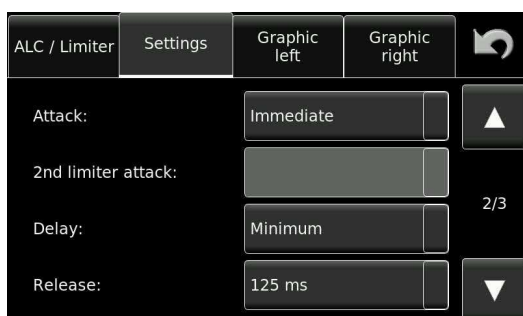 ALC / Limiter
Settings
Graphic
left
Graphic
right
Attack:
Immediate
2nd limiter attack:
2/3
Delay:
Minimum
Release:
125 ms